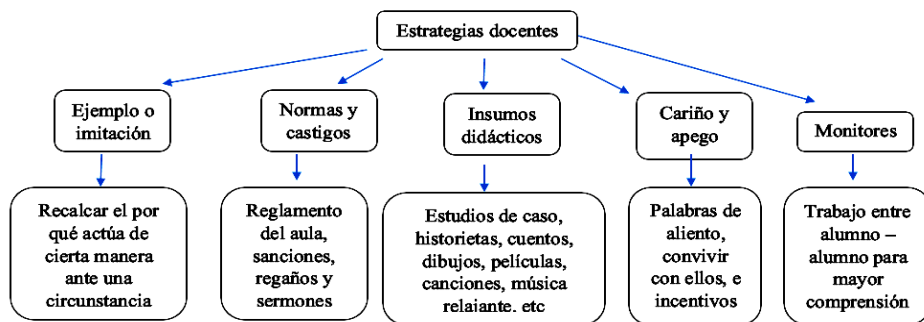 Estrategias docentes
Ejemplo o
imitación
Normas y
castigos
Insumos
didácticos
Cariño y
apego
Monitores
Recalcar el por
qué actúa de
cierta manera
ante una
circunstancia
Reglamento
del aula,
sanciones,
regaños y
sermones
Estudios de caso,
historietas, cuentos,
dibujos, películas,
canciones, música
relajante, etc
Palabras de
aliento,
convivir
con ellos, e
incentivos
Trabajo entre
alumno –
alumno para
mayor
comprensión